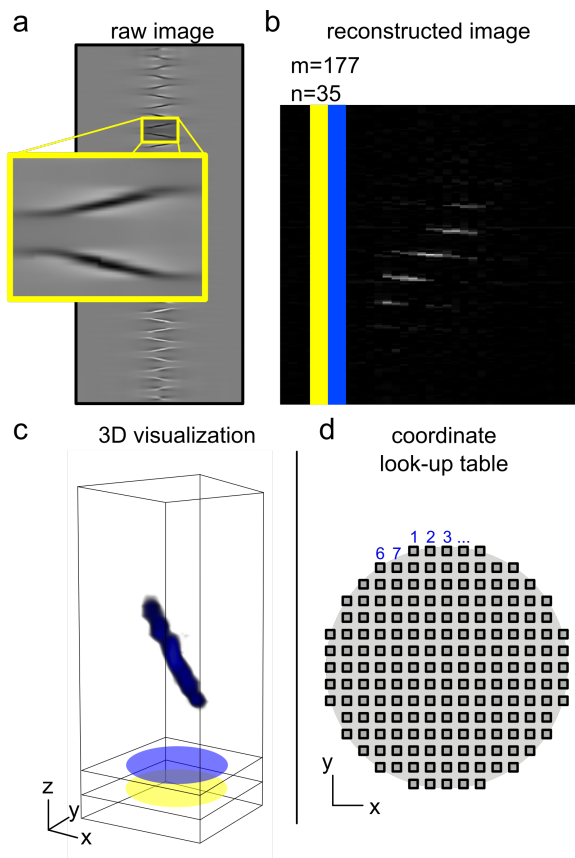 a
raw image
b
reconstructed image
m=177
n=35
c
3D visualization
z
y
x
d
coordinate
look-up table
1 2 3 ...
6 7
y
x